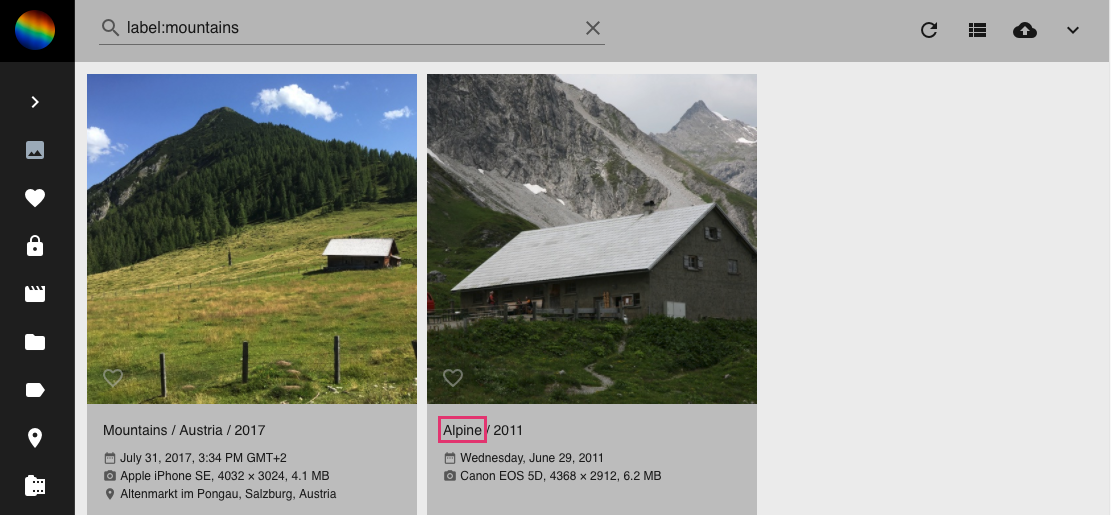 label:mountains
Mountains / Austria / 2017
July 31, 2017, 3:34 PM GMT+2
Apple iPhone SE, 4032 × 3024, 4.1 MB
Altenmarkt im Pongau, Salzburg, Austria
Alpine / 2011
Wednesday, June 29, 2011
Canon EOS 5D, 4368 × 2912, 6.2 MB